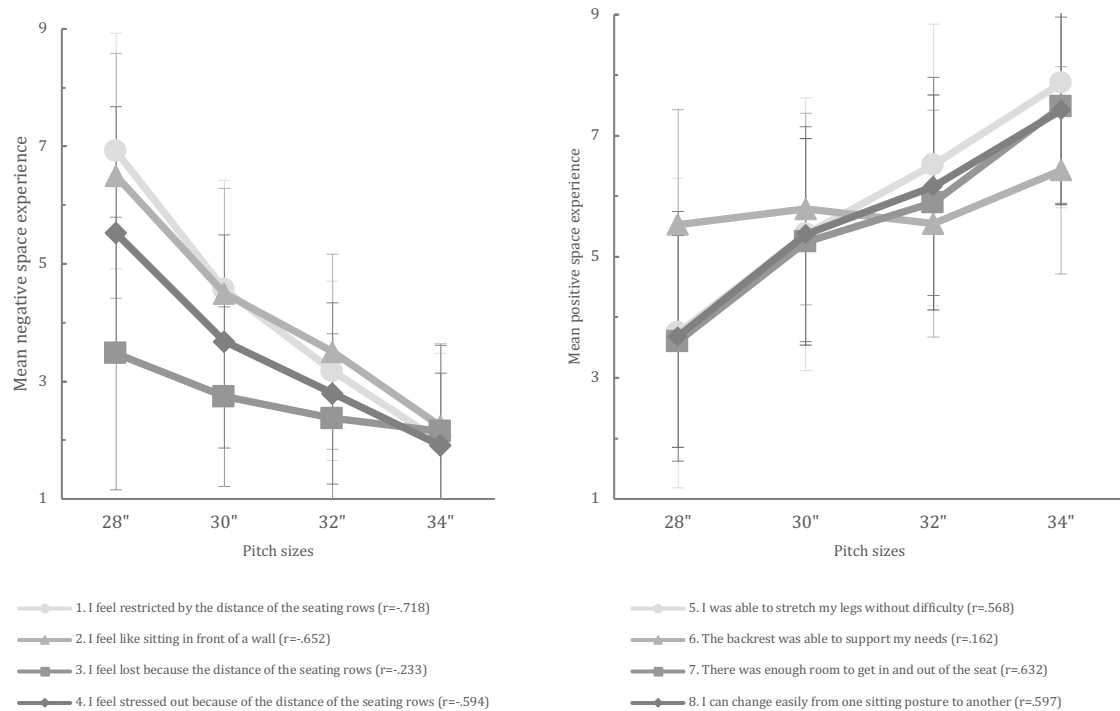 Mean negative space experience
9
7
5
3
1
28"
30"
32"
34"
Pitch sizes
1. I feel restricted by the distance of the seating rows (r=-.718)
2. I feel like sitting in front of a wall (r=-.652)
3. I feel lost because the distance of the seating rows (r=-.233)
4. I feel stressed out because of the distance of the seating rows (r=-.594)
Mean positive space experience
9
7
5
3
1
28"
30"
32"
34"
Pitch sizes
5. I was able to stretch my legs without difficulty (r=.568)
6. The backrest was able to support my needs (r=.162)
7. There was enough room to get in and out of the seat (r=.632)
8. I can change easily from one sitting posture to another (r=.597)